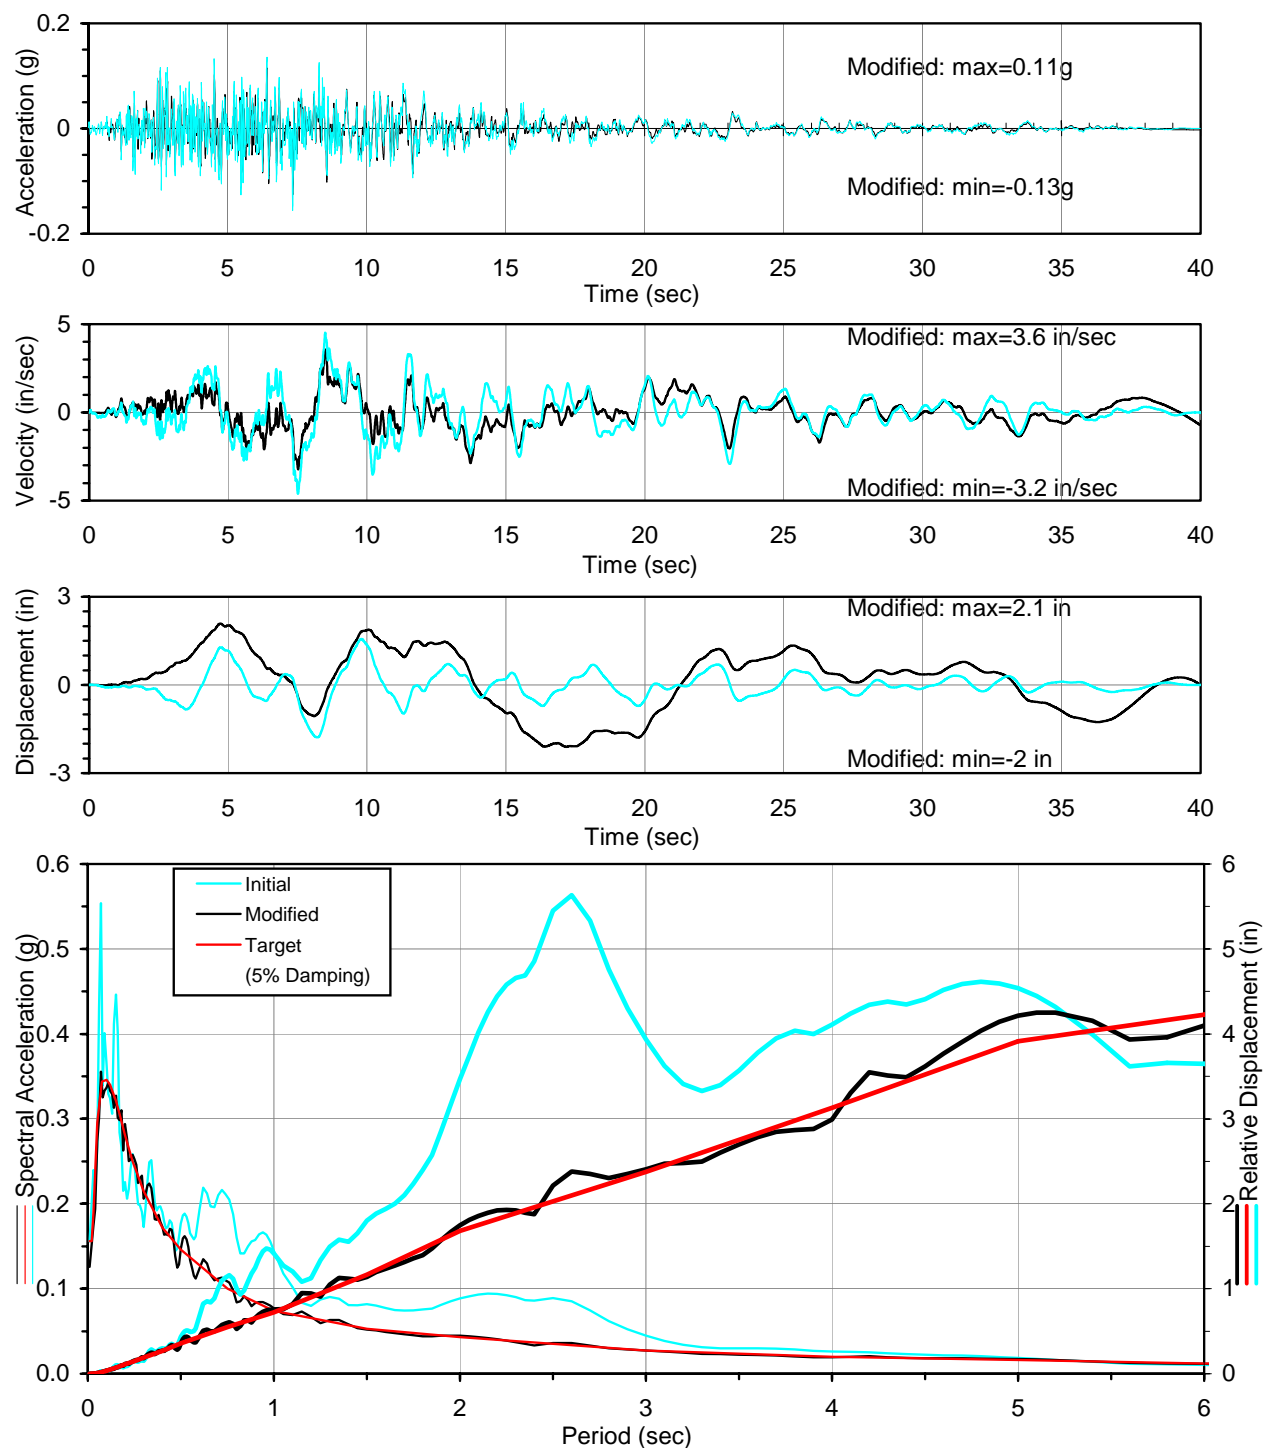 0.2
Acceleration (g)
Modified: max=0.11g
0
Modified: min=-0.13g
-0.2
0 5 10 15 20 25 30 35 40
Time (sec)
5
Velocity (in/sec)
Modified: max=3.6 in/sec
0
Modified: min=-3.2 in/sec
-5
0 5 10 15 20 25 30 35 40
Time (sec)
3
Displacement (in)
Modified: max=2.1 in
0
Modified: min=-2 in
-3
0 5 10 15 20 25 30 35 40
Time (sec)
0.6 6
Initial
Modified
Target
(5% Damping)
0.5 5
Spectral Acceleration (g)
Relative Displacement (in)
0.4 4
0.3 3
0.2 2
0.1 1
0.0 0
0 1 2 3 4 5 6
Period (sec)